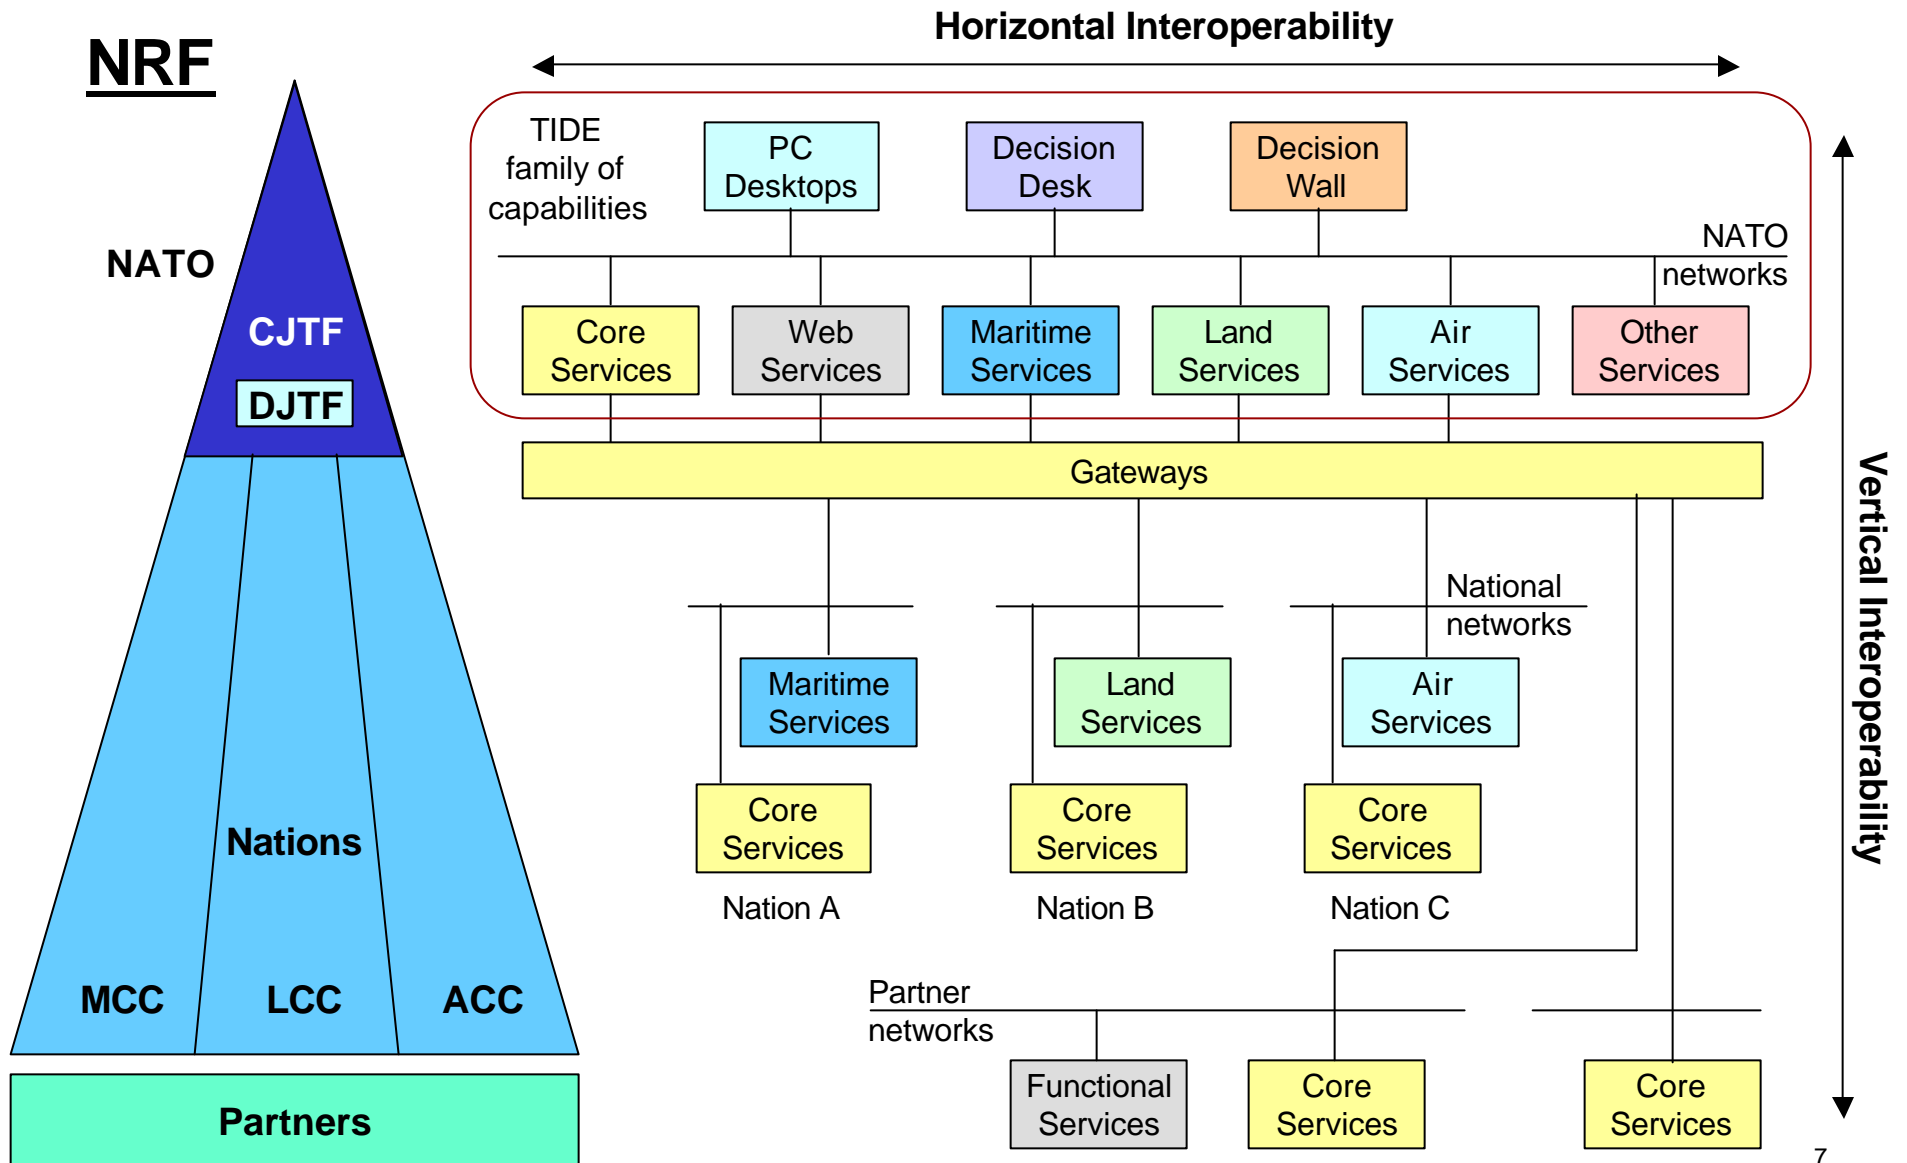 Horizontal Interoperability
NRF
TIDE
family of
capabilities
PC
Desktops
Decision
Desk
Decision
Wall
NATO
networks
NATO
CJTF
DJTF
Core
Services
Web
Services
Maritime
Services
Land
Services
Air
Services
Other
Services
Gateways
Vertical Interoperability
National
networks
Maritime
Services
Land
Services
Air
Services
Core
Services
Core
Services
Core
Services
Nations
Nation A
Nation B
Nation C
MCC
LCC
ACC
Partner
networks
Functional
Services
Core
Services
Core
Services
Partners
7